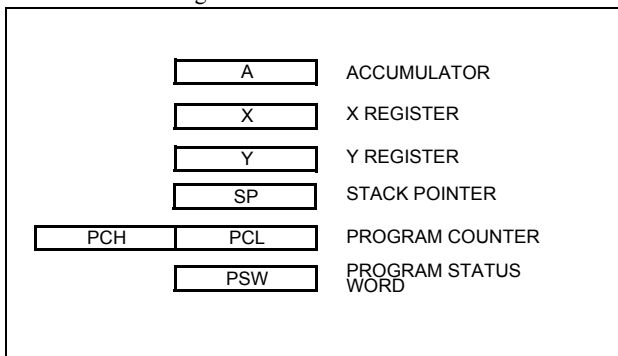 A ACCUMULATOR
X X REGISTER
Y Y REGISTER
SP STACK POINTER
PCH PCL PROGRAM COUNTER
PSW PROGRAM STATUS
WORD